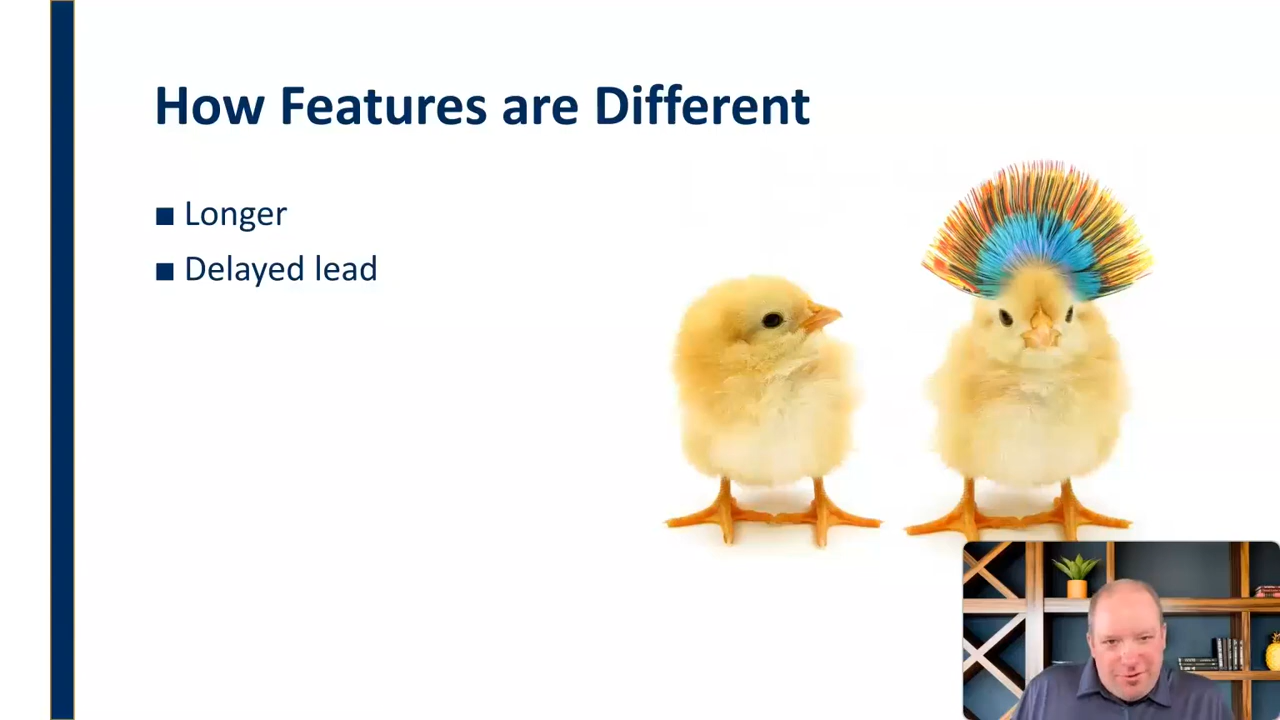 How Features are Different
■ Longer
■ Delayed lead